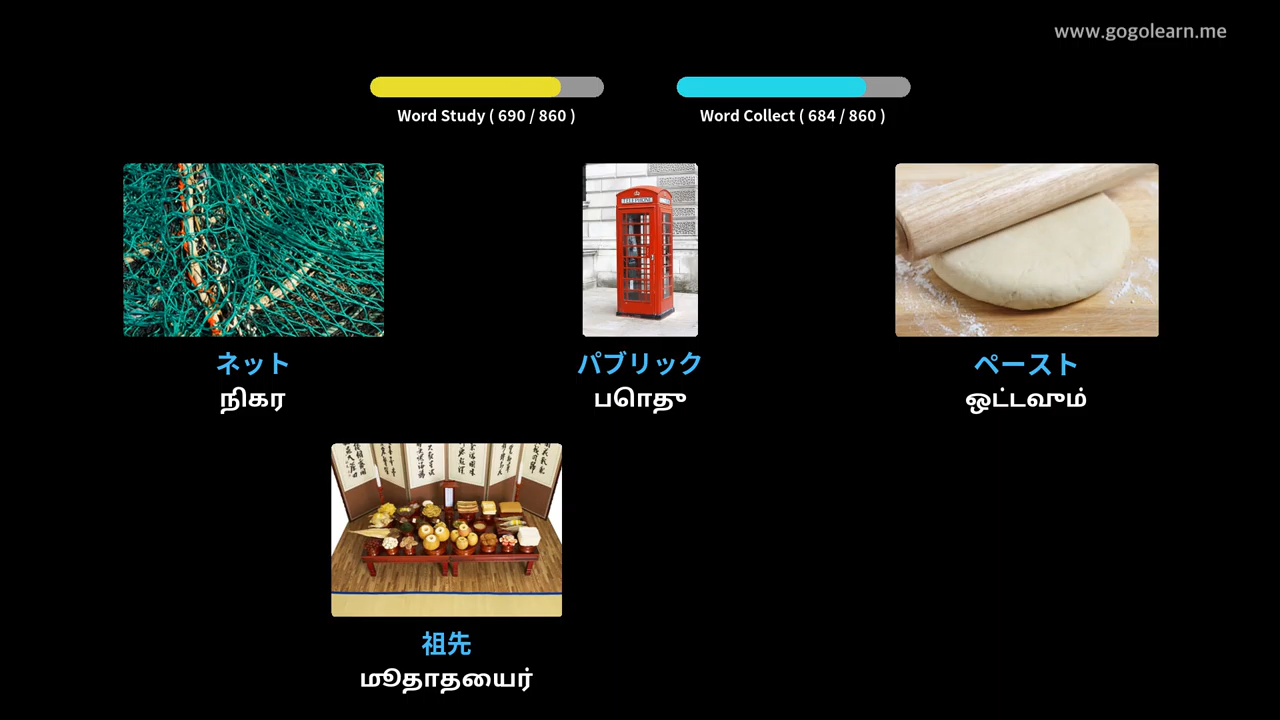 www.gogolearn.me
Word Study ( 690 / 860 )
Word Collect ( 684 / 860 )
TELEPHONE
ネット
パブリック
ペースト
நிகர
பொது
ஒட்டவும்
祖先
மூதாதையர்